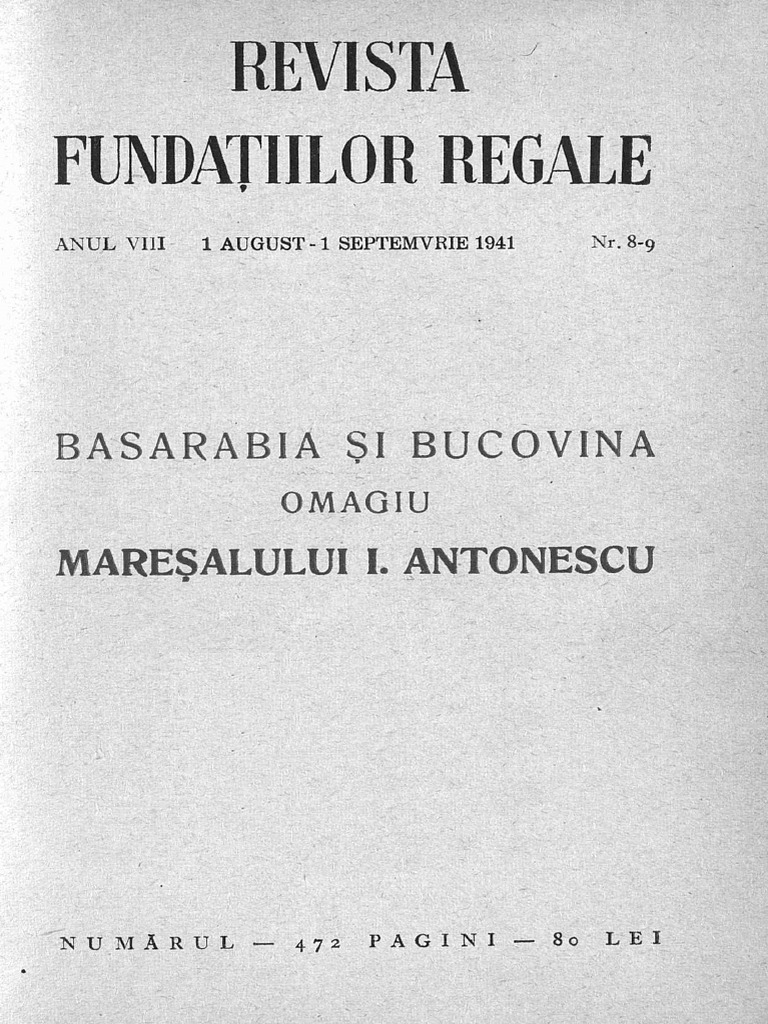 REVISTA
FUNDAȚIILOR REGALE
ANUL VIII 1 AUGUST - 1 SEPTEMVRIE 1941 Nr. 8-9
BASARABIA ȘI BUCOVINA
OMAGIU
MAREȘALULUI I. ANTONESCU
NUMĂRUL — 472 PAGINI — 80 LEI